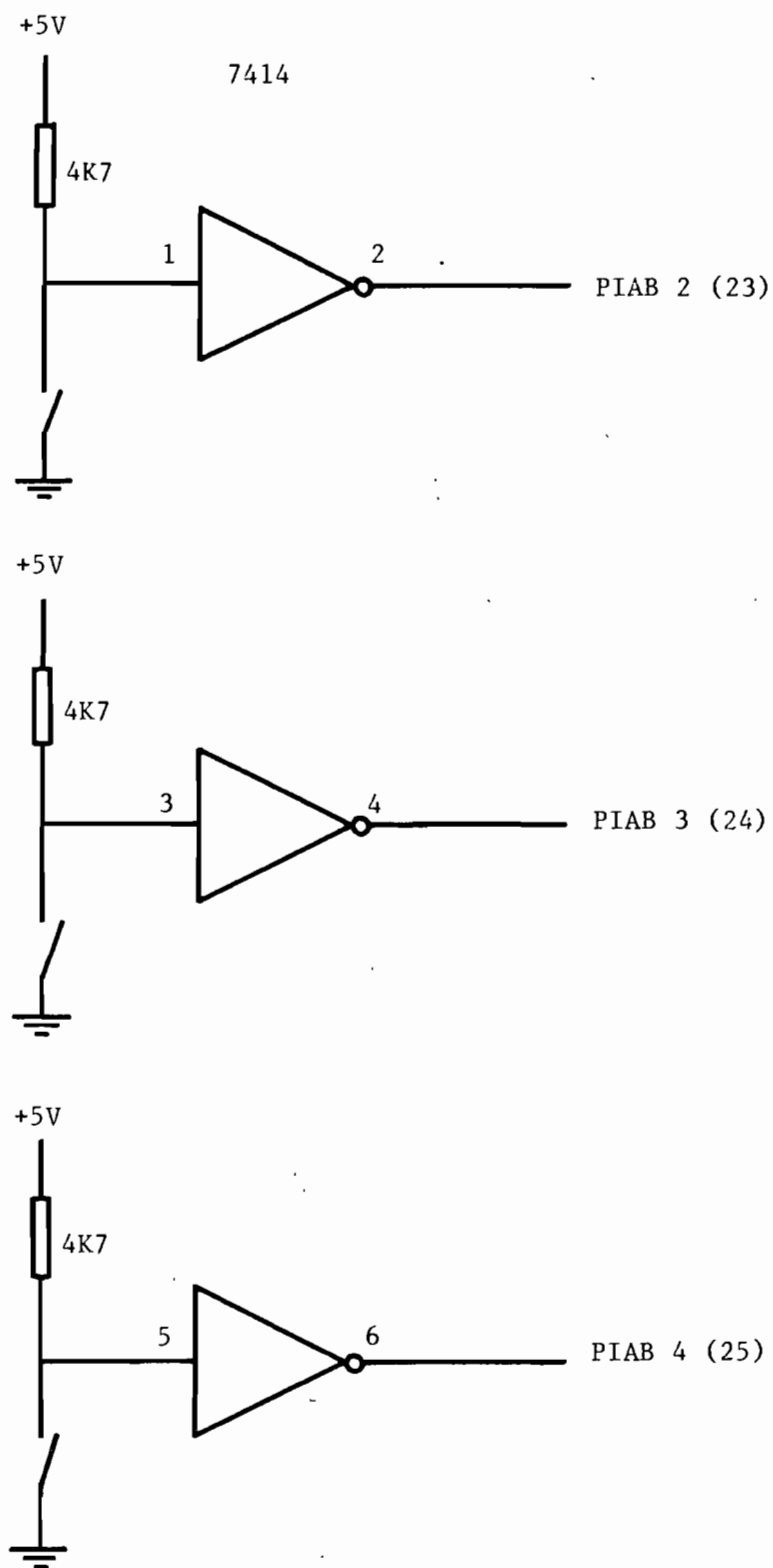 +5V
7414
4K7
1
2
PIAB 2 (23)
+5V
4K7
3
4
PIAB 3 (24)
+5V
4K7
5
6
PIAB 4 (25)